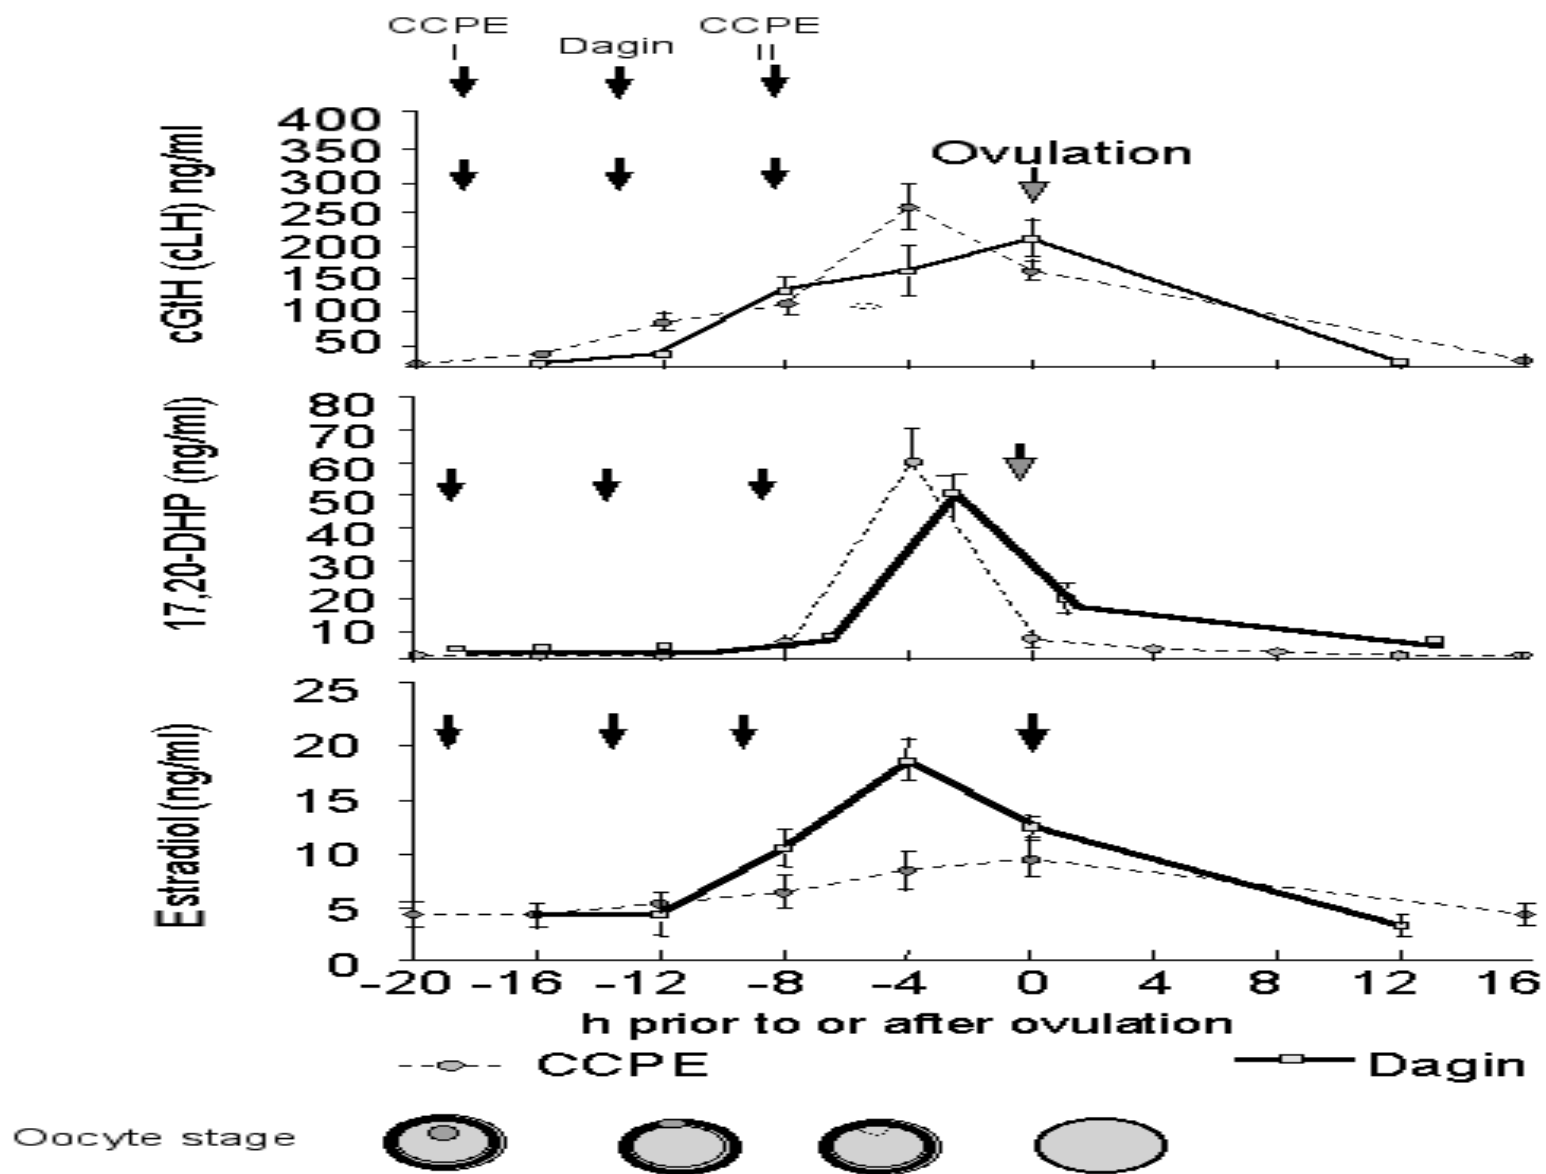 CCPE
I
Dagin
CCPE
II
cGtH (cLH) ng/ml
400
350
300
250
200
150
100
50
Ovulation
17,20-DHP (ng/ml)
80
70
60
50
40
30
20
10
Estradiol (ng/ml)
25
20
15
10
5
0
-20 -16 -12 -8 -4 0 4 8 12 16
h prior to or after ovulation
CCPE Dagin
Oocyte stage